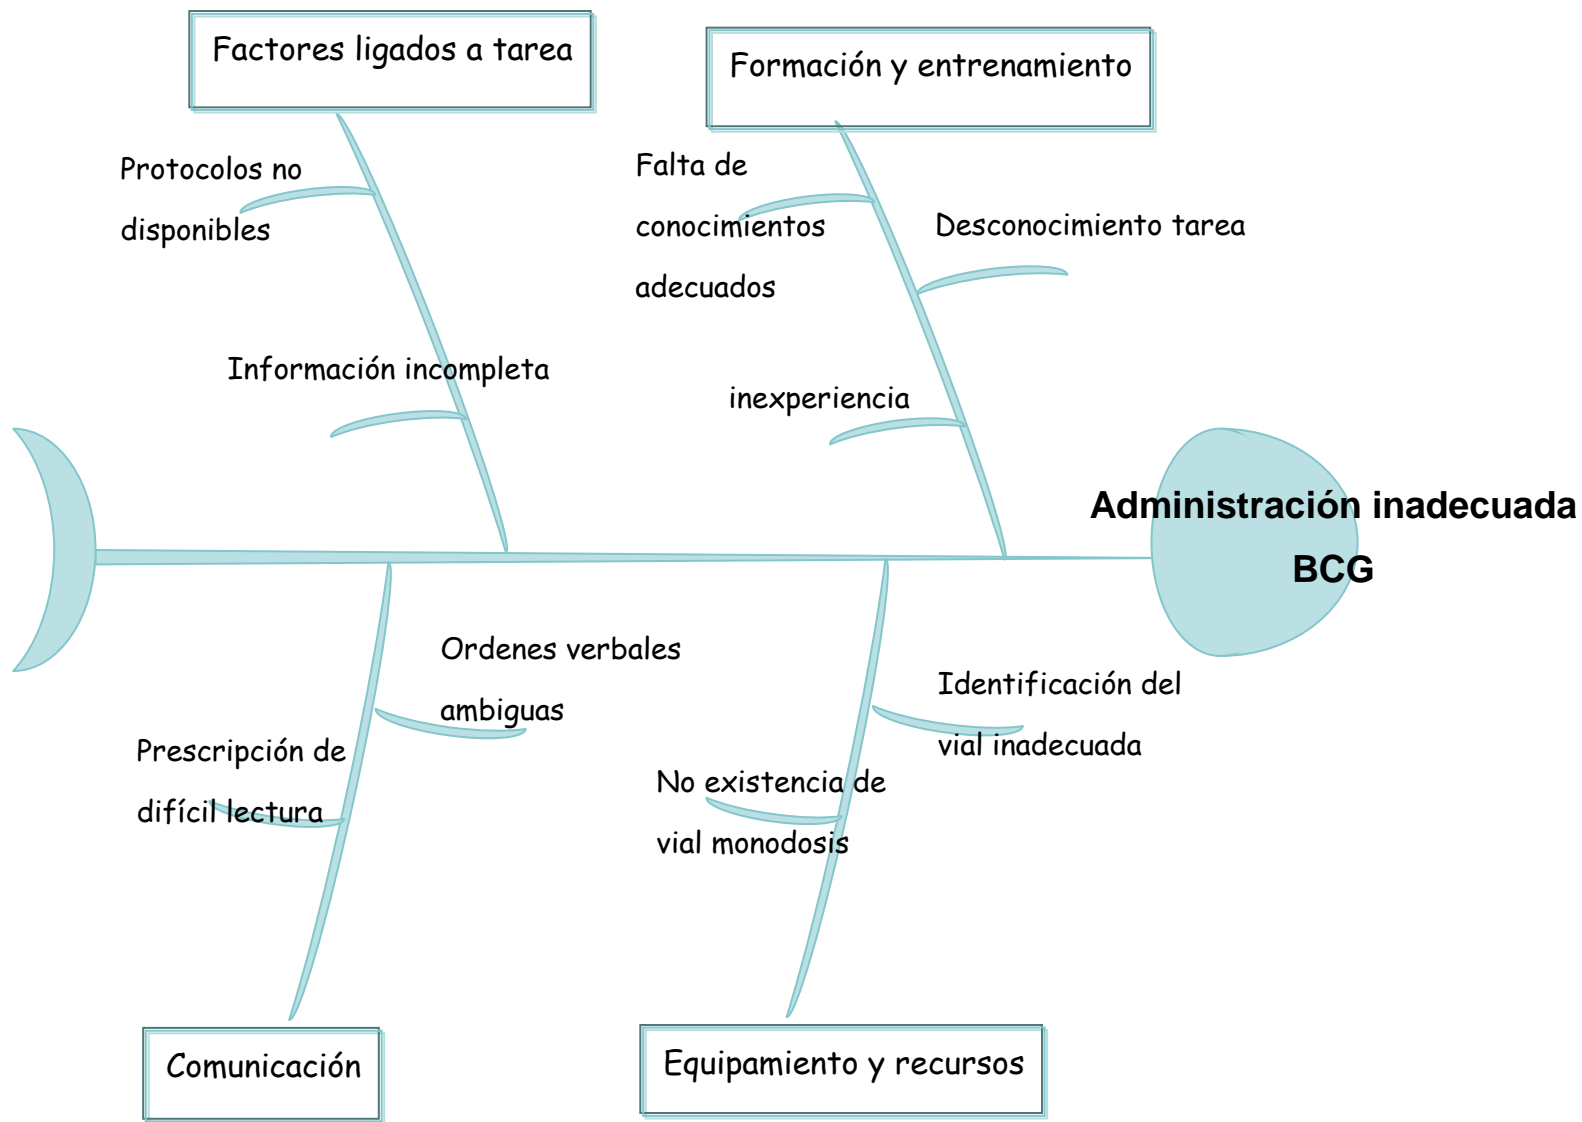 Factores ligados a tarea
Formación y entrenamiento
Protocolos no
disponibles
Falta de
conocimientos
adecuados
Desconocimiento tarea
Información incompleta
inexperiencia
Administración inadecuada
BCG
Ordenes verbales
ambiguas
Identificación del
vial inadecuada
Prescripción de
difícil lectura
No existencia de
vial monodosis
Comunicación
Equipamiento y recursos